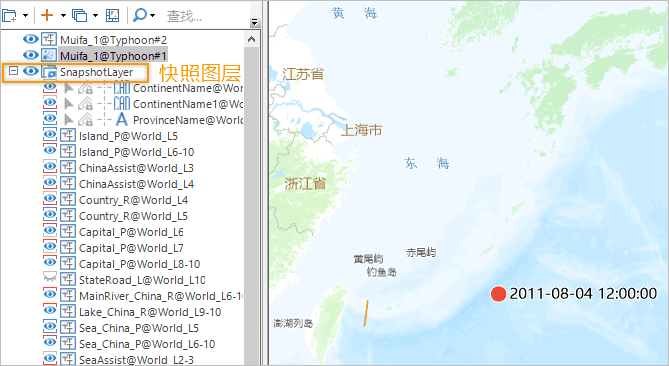 查找...
Muifa_1@Typhoon#2
Muifa_1@Typhoon#1
SnapshotLayer
快照图层
ContinentName@Wor
ContinentName1@Wo
ProvinceName@Worl
Island_P@World_L5
Island_P@World_L6-10
ChinaAssist@World_L3
ChinaAssist@World_L4
Country_R@World_L4
Country_R@World_L5
Capital_P@World_L6
Capital_P@World_L7
Capital_P@World_L8-10
StateRoad_L@World_L10
MainRiver_China_R@World_L6-10
Lake_China_R@World_L9-10
Sea_China_P@World_L5
Sea_China_P@World_L6-10
SeaAssist@World_L2-3
黄 海
江苏省
上海市
东 海
浙江省
黄尾屿
赤尾屿
钓鱼岛
澎湖列岛
2011-08-04 12:00:00